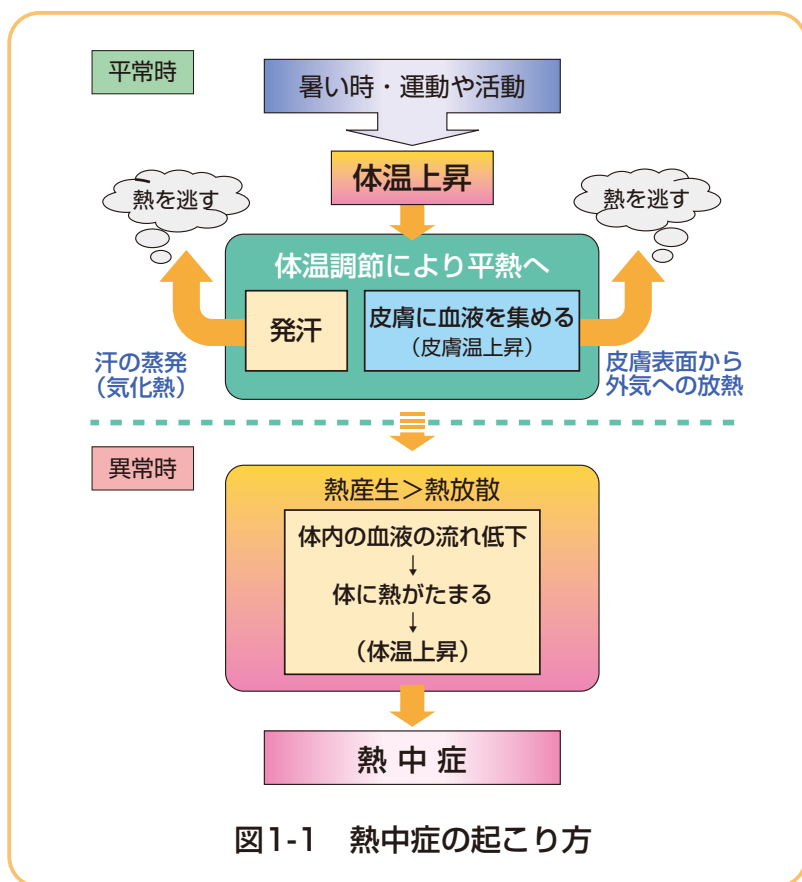 平常時
暑い時・運動や活動
体温上昇
熱を逃す
熱を逃す
体温調節により平熱へ
発汗
皮膚に血液を集める
（皮膚温上昇）
汗の蒸発
（気化熱）
皮膚表面から
外気への放熱
異常時
熱産生＞熱放散
体内の血液の流れ低下
↓
体に熱がたまる
↓
（体温上昇）
熱中症
図1-1　熱中症の起こり方